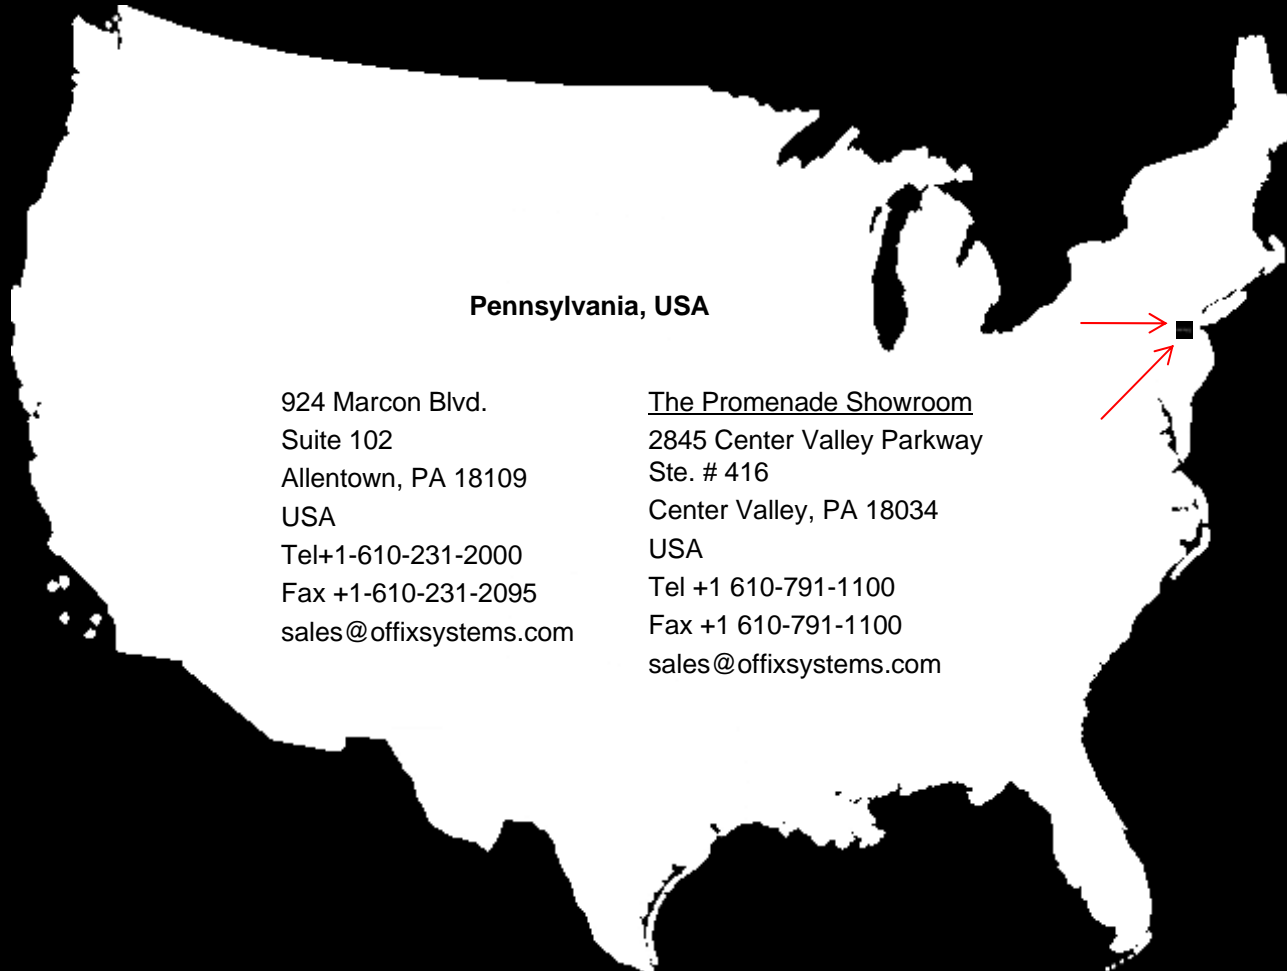 Pennsylvania, USA
924 Marcon Blvd.
Suite 102
Allentown, PA 18109
USA
Tel+1-610-231-2000
Fax +1-610-231-2095
sales@offixsystems.com
The Promenade Showroom
2845 Center Valley Parkway
Ste. # 416
Center Valley, PA 18034
USA
Tel +1 610-791-1100
Fax +1 610-791-1100
sales@offixsystems.com